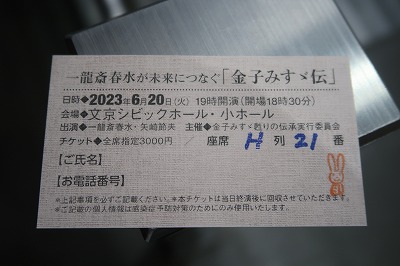 一龍斎春水が未来につなぐ「金子みすゞ伝」
日時◆2023年6月20日(火) 19時開演(開場18時30分)
会場◆文京シビックホール・小ホール
出演◆一龍斎春水・矢崎節夫 主催◆金子みすゞ甦りの伝承実行委員会
チケット◆全席指定3000円 座席 H 列 21 番
【ご氏名】
【お電話番号】
*上記事項を必ずご記載ください。*本チケットは当日終演後に回収させていただきます。
*ご記載の個人情報は感染症予防対策のためにのみ使用いたします。